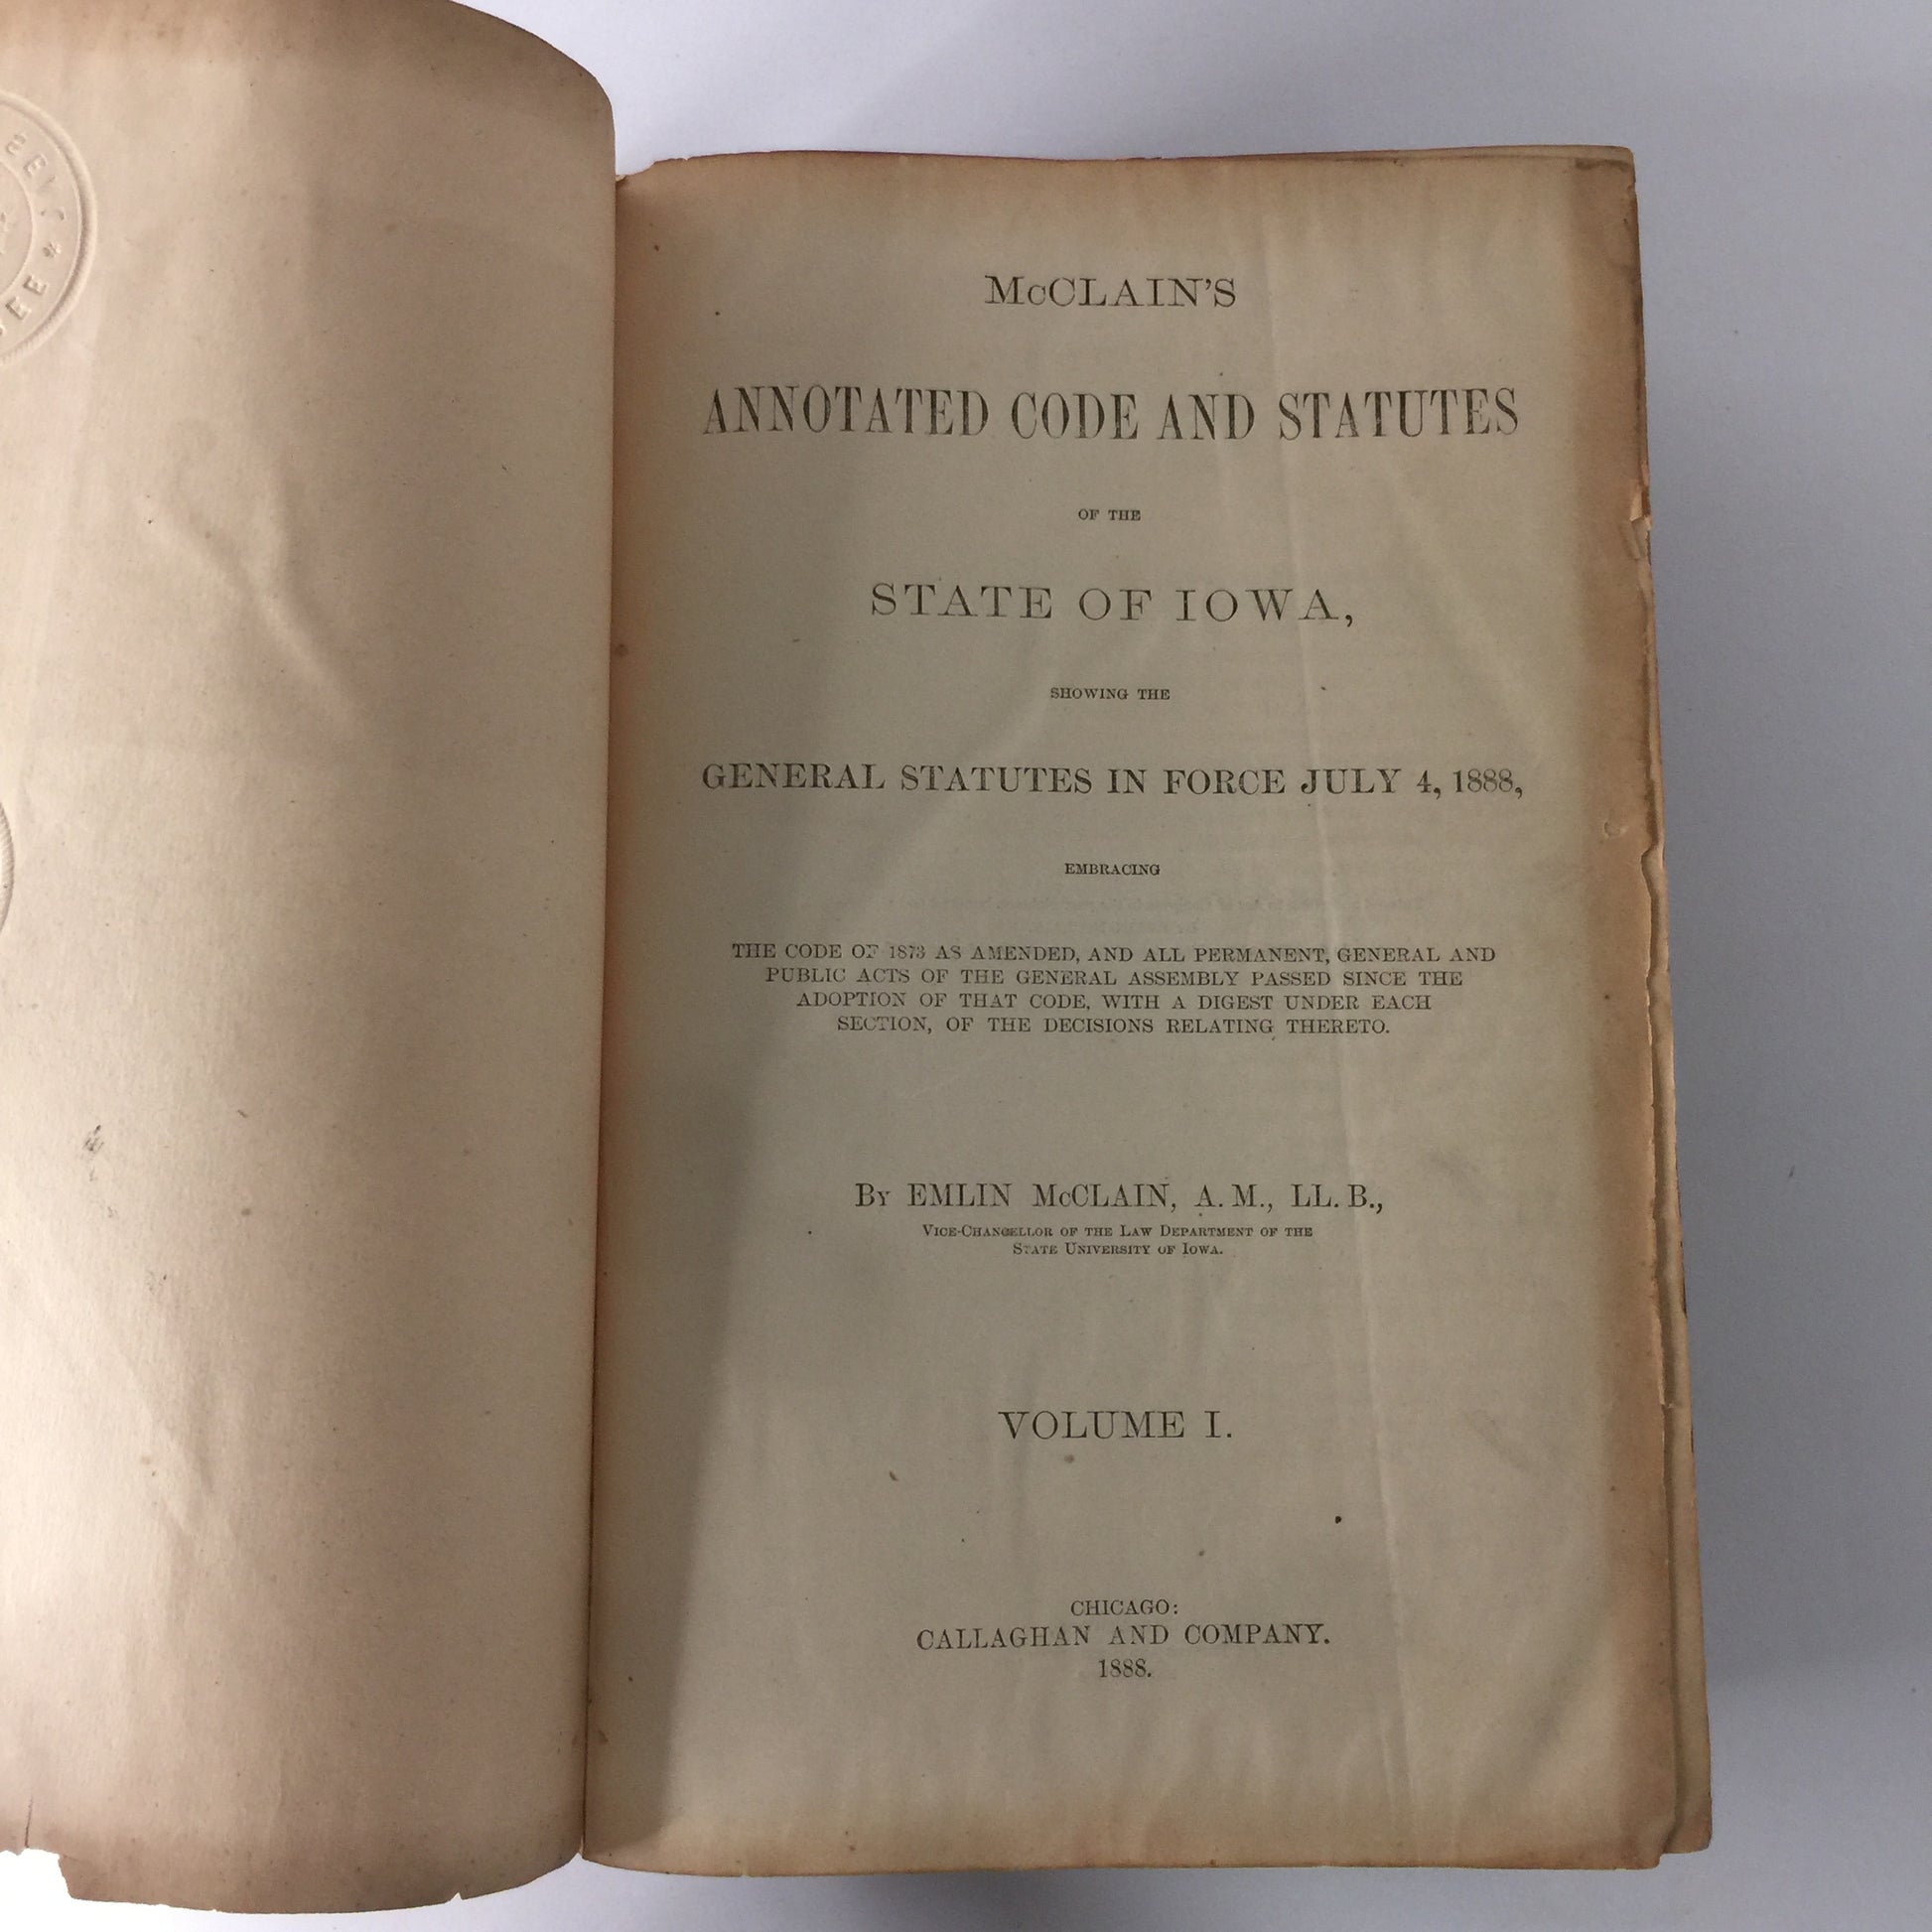 McCLAIN'S
ANNOTATED CODE AND STATUTES
OF THE
STATE OF IOWA,
SHOWING THE
GENERAL STATUTES IN FORCE JULY 4, 1888,
EMBRACING
THE CODE OF 1873 AS AMENDED, AND ALL PERMANENT, GENERAL AND
PUBLIC ACTS OF THE GENERAL ASSEMBLY PASSED SINCE THE
ADOPTION OF THAT CODE, WITH A DIGEST UNDER EACH
SECTION, OF THE DECISIONS RELATING THERETO.
By EMLIN McCLAIN, A. M., LL. B.,
Vice-Chancellor of the Law Department of the
State University of Iowa.
VOLUME I.
CHICAGO:
CALLAGHAN AND COMPANY.
1888.